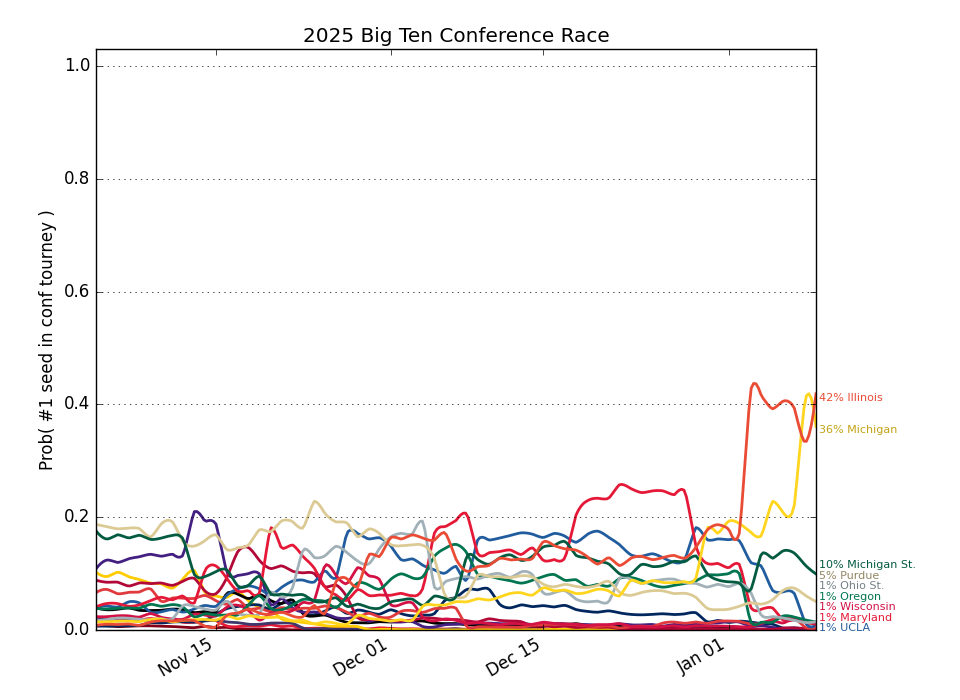 2025 Big Ten Conference Race
Prob( #1 seed in conf tourney )
1.0
0.8
0.6
0.4
0.2
0.0
Nov 15
Dec 01
Dec 15
Jan 01
42% Illinois
36% Michigan
10% Michigan St.
5% Purdue
1% Ohio St.
1% Oregon
1% Wisconsin
1% Maryland
1% UCLA